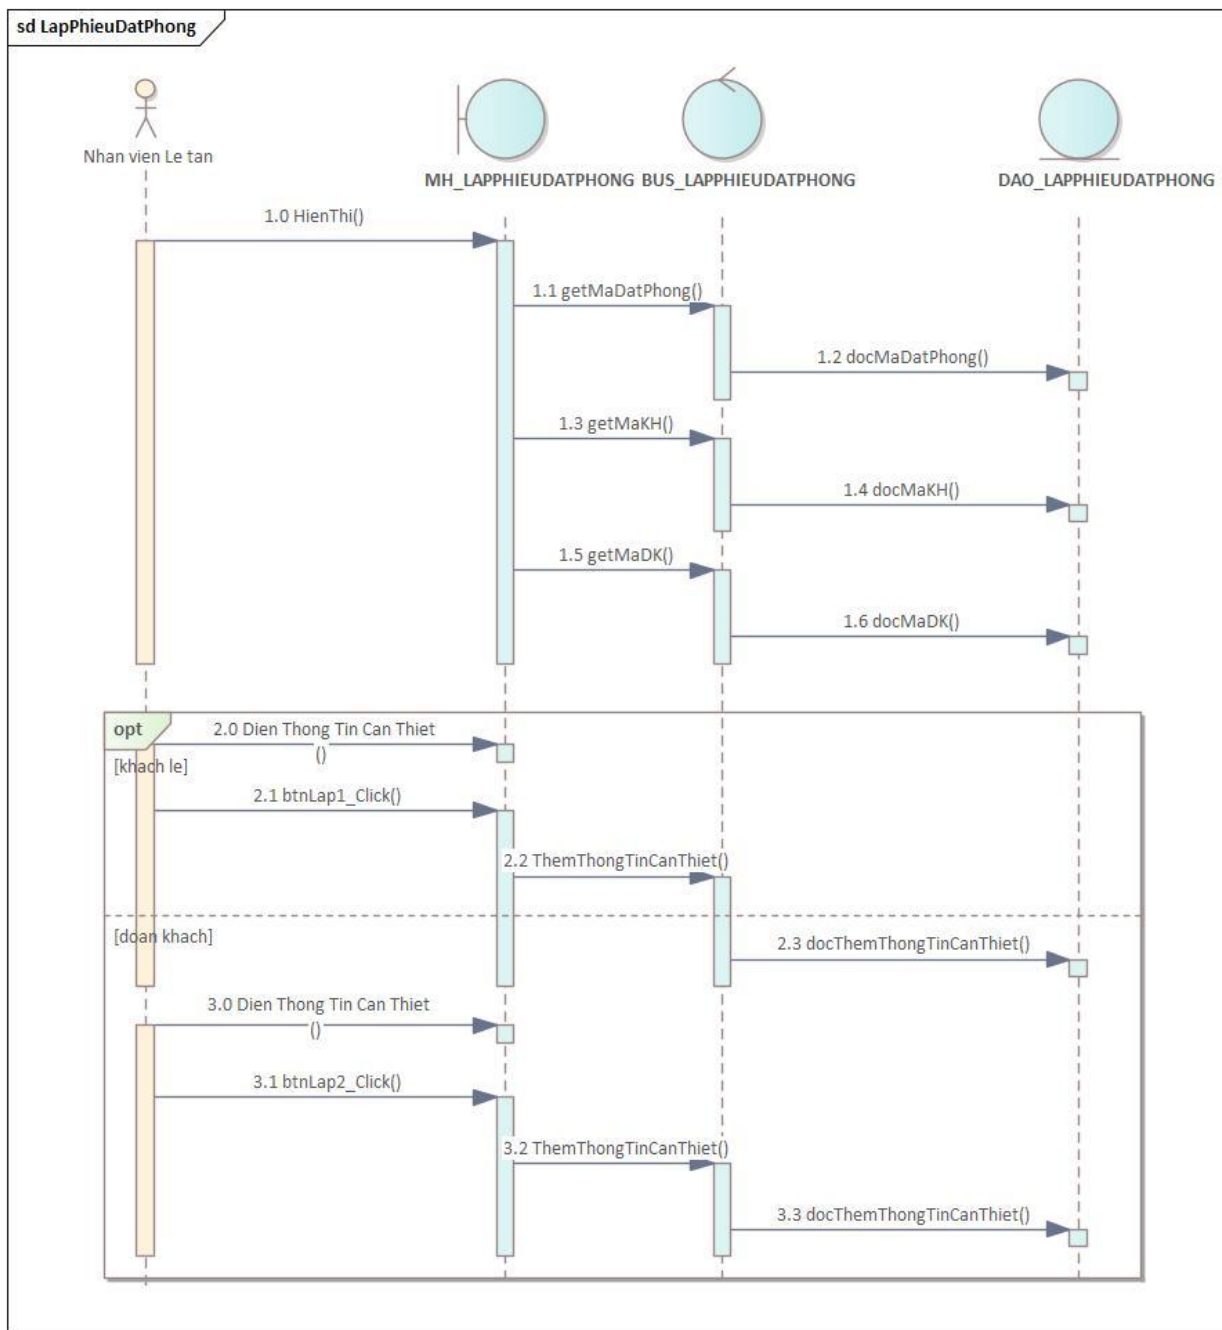 sd LapPhieuDatPhong
Nhan vien Le tan
MH_LAPPHIEUDATPHONG
BUS_LAPPHIEUDATPHONG
DAO_LAPPHIEUDATPHONG
1.0 HienThi()
1.1 getMaDatPhong()
1.2 docMaDatPhong()
1.3 getMaKH()
1.4 docMaKH()
1.5 getMaDK()
1.6 docMaDK()
opt
2.0 Dien Thong Tin Can Thiet
()
[khach le]
2.1 btnLap1_Click()
2.2 ThemThongTinCanThiet()
[doan khach]
2.3 docThemThongTinCanThiet()
3.0 Dien Thong Tin Can Thiet
()
3.1 btnLap2_Click()
3.2 ThemThongTinCanThiet()
3.3 docThemThongTinCanThiet()